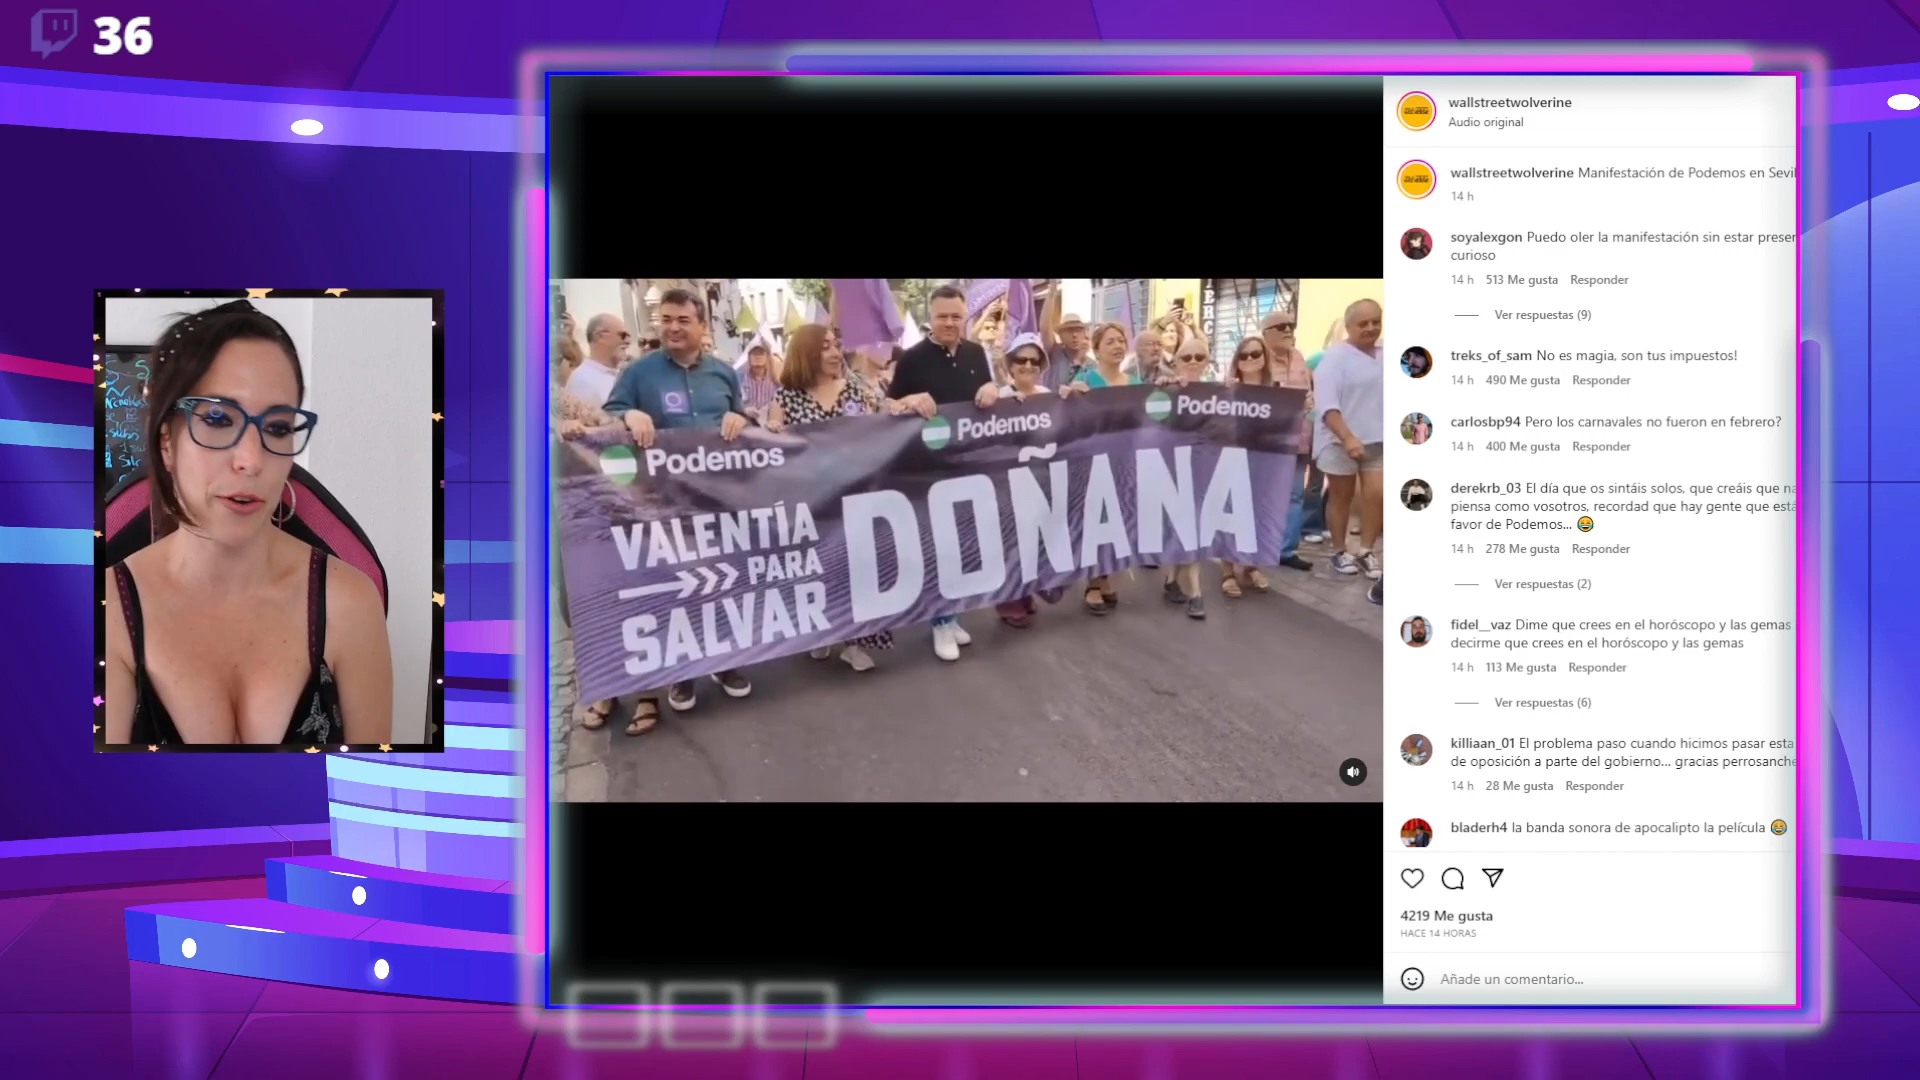 36
Podemos
Podemos
Podemos
VALENTÍA
PARA
SALVAR
DOÑANA
wallstreetwolverine
Audio original
wallstreetwolverine Manifestación de Podemos en Sevil
14 h
soyalexgon Puedo oler la manifestación sin estar presen
curioso
14 h 513 Me gusta Responder
Ver respuestas (9)
treks_of_sam No es magia, son tus impuestos!
14 h 490 Me gusta Responder
carlosbp94 Pero los carnavales no fueron en febrero?
14 h 400 Me gusta Responder
derekrb_03 El día que os sintáis solos, que creáis que na
piensa como vosotros, recordad que hay gente que está
favor de Podemos... 😂
14 h 278 Me gusta Responder
Ver respuestas (2)
fidel__vaz Dime que crees en el horóscopo y las gemas
decirme que crees en el horóscopo y las gemas
14 h 113 Me gusta Responder
Ver respuestas (6)
killiaan_01 El problema paso cuando hicimos pasar esta
de oposición a parte del gobierno... gracias perrosanche
14 h 28 Me gusta Responder
bladerh4 la banda sonora de apocalipto la película 😂
4219 Me gusta
HACE 14 HORAS
Añade un comentario...